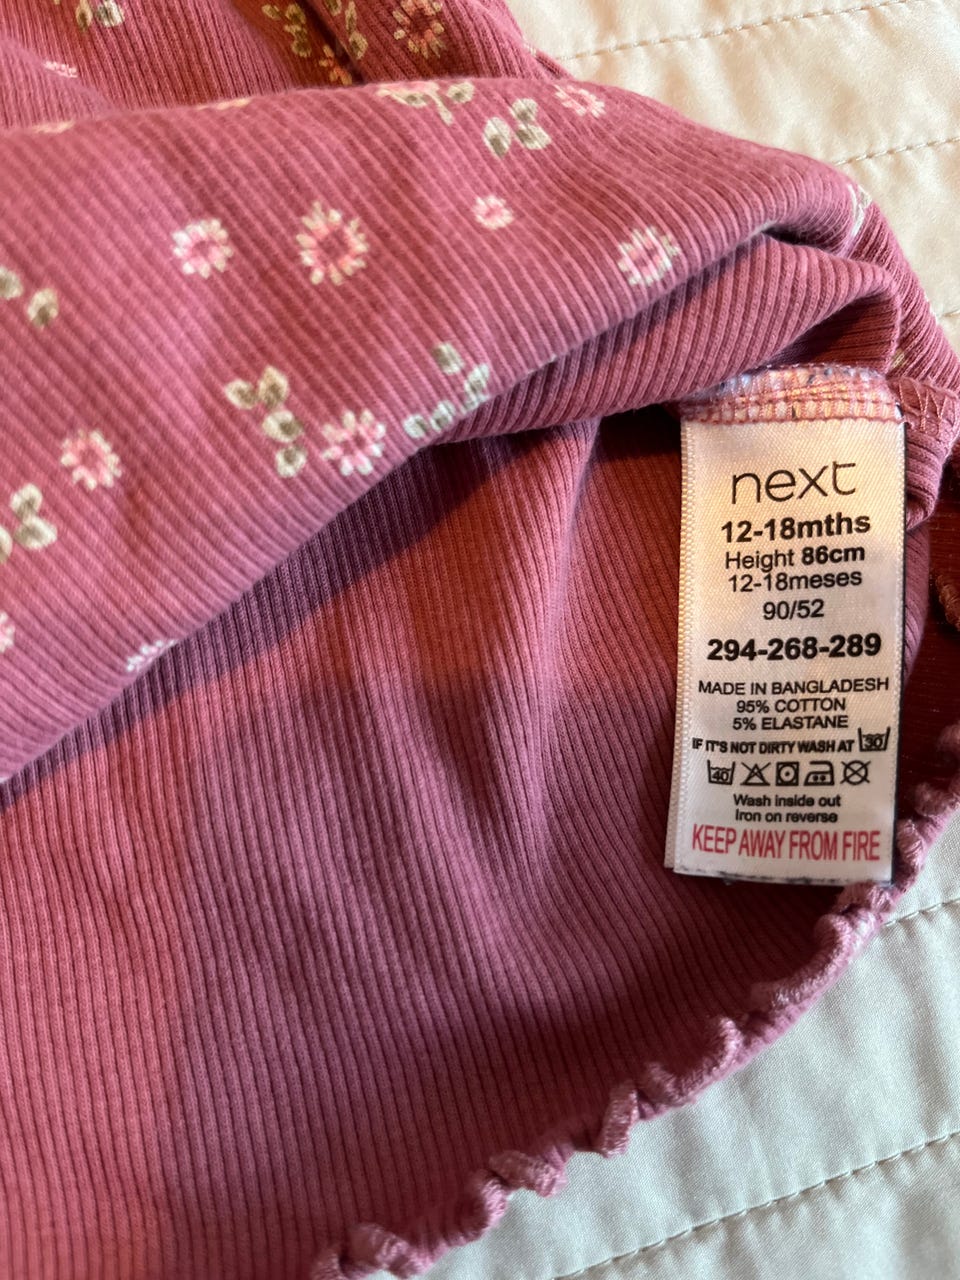 next
12-18mths
Height 86cm
12-18meses
90/52
294-268-289
MADE IN BANGLADESH
95% COTTON
5% ELASTANE
IF IT'S NOT DIRTY WASH AT 30
40
Wash inside out
Iron on reverse
KEEP AWAY FROM FIRE